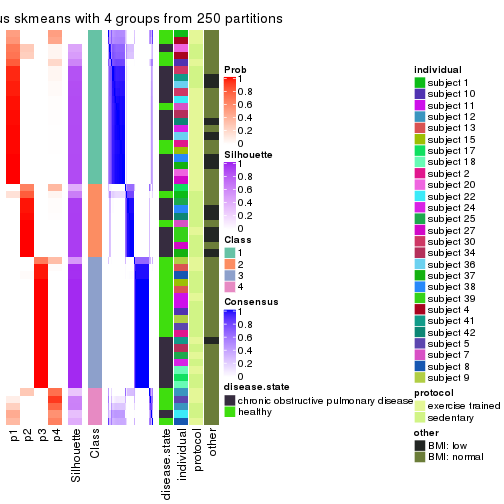 us skmeans with 4 groups from 250 partitions
p1
p2
p3
p4
Silhouette
Class
disease.state
individual
protocol
other
Prob
1
0.8
0.6
0.4
0.2
0
Silhouette
1
0.8
0.6
0.4
0.2
0
Class
1
2
3
4
Consensus
1
0.8
0.6
0.4
0.2
0
disease.state
chronic obstructive pulmonary disease
healthy
individual
subject 1
subject 10
subject 11
subject 12
subject 13
subject 15
subject 17
subject 18
subject 2
subject 20
subject 22
subject 24
subject 25
subject 27
subject 30
subject 34
subject 36
subject 37
subject 38
subject 39
subject 4
subject 41
subject 42
subject 5
subject 7
subject 8
subject 9
protocol
exercise trained
sedentary
other
BMI: low
BMI: normal